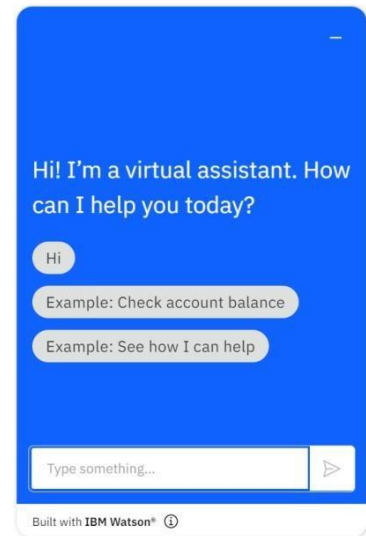 Hi! I'm a virtual assistant. How
can I help you today?
Hi
Example: Check account balance
Example: See how I can help
Type something...
Built with IBM Watson®